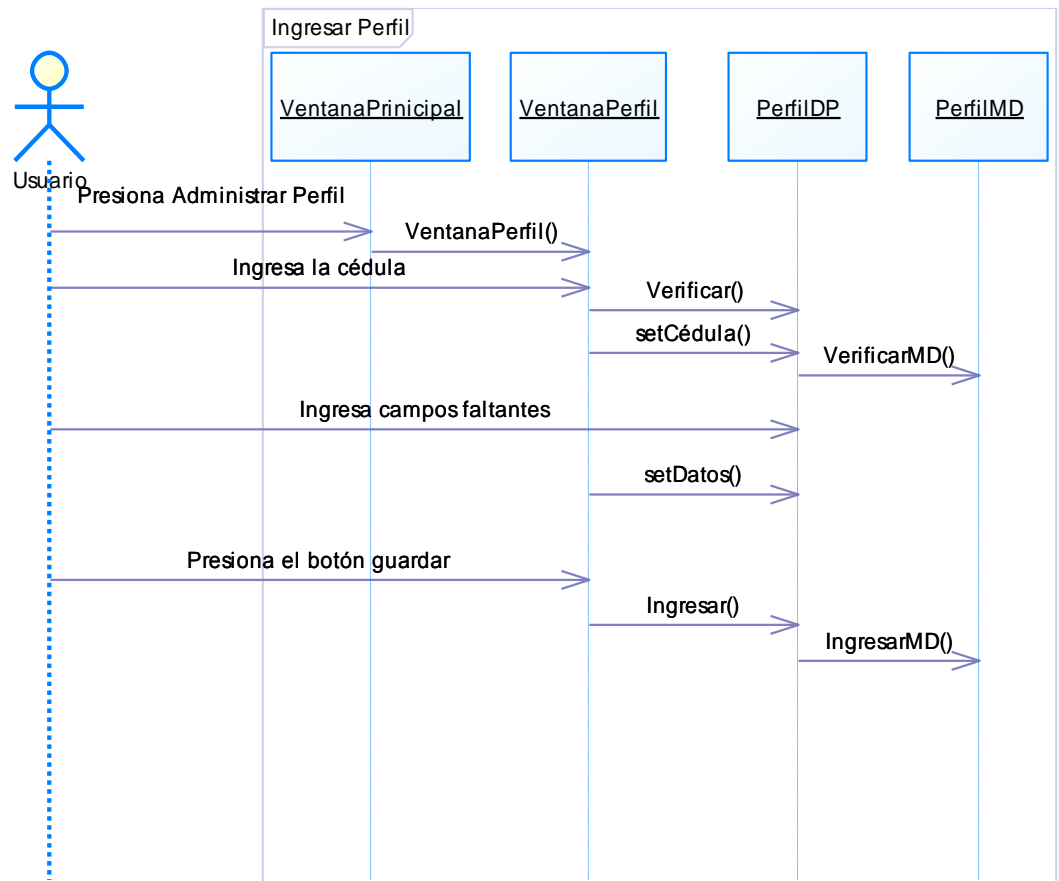 Ingresar Perfil
VentanaPrinicipal
VentanaPerfil
PerfilDP
PerfilMD
Usuario
Presiona Administrar Perfil
VentanaPerfil()
Ingresa la cédula
Verificar()
setCédula()
VerificarMD()
Ingresa campos faltantes
setDatos()
Presiona el botón guardar
Ingresar()
IngresarMD()